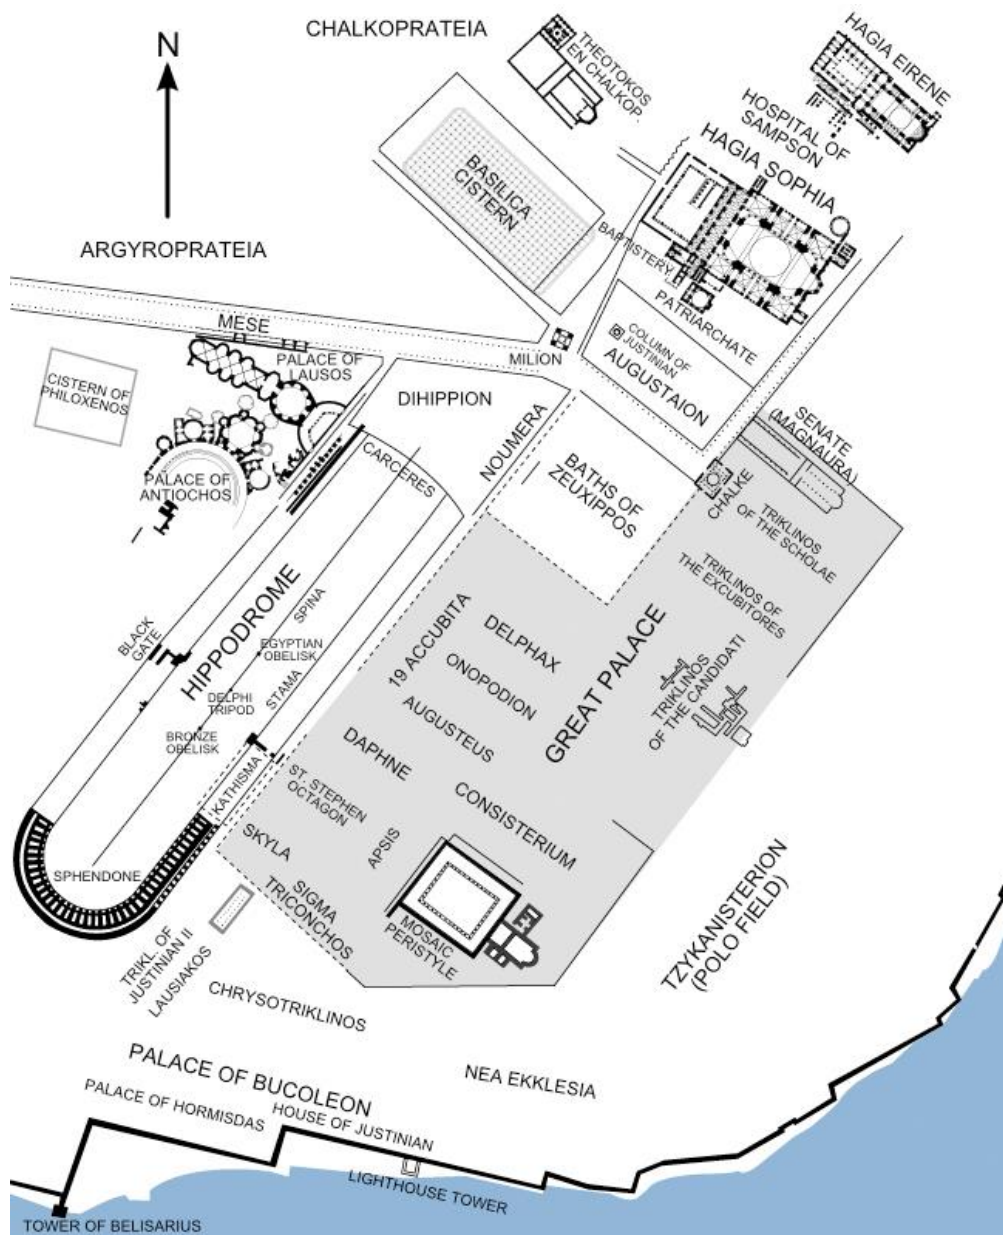 CHALKOPRATEIA
N
THEOTOKOS
EN CHALKOP.
HAGIA EIRENE
HOSPITAL OF
SAMPSON
HAGIA SOPHIA
BASILICA
CISTERN
ARGYROPRATEIA
BAPTISTERY
PATRIARCHATE
COLUMN OF
JUSTINIAN
AUGUSTAION
MESE
MILION
PALACE OF
LAUSOS
CISTERN OF
PHILOXENOS
DIHIPPION
NOUMERA
SENATE
(MAGNAURA)
CARCERES
BATHS OF
ZEUXIPPOS
CHALKE
PALACE OF
ANTIOCHOS
TRIKLINOS
OF THE SCHOLAE
TRIKLINOS OF
THE EXCUBITORES
HIPPODROME
SPINA
BLACK
GATE
EGYPTIAN
OBELISK
STAMA
DELPHI
TRIPOD
BRONZE
OBELISK
19 ACCUBITA
DELPHAX
ONOPODION
GREAT PALACE
TRIKLINOS
OF THE CANDIDATI
AUGUSTEUS
DAPHNE
KATHISMA
ST. STEPHEN
OCTAGON
CONSISTERIUM
APSIS
SKYLA
SPHENDONE
SIGMA
TRICONCHOS
MOSAIC
PERISTYLE
TZYKANISTERION
(POLO FIELD)
TRIKL. OF
JUSTINIAN II
LAUSIAKOS
CHRYSOTRIKLINOS
PALACE OF BUCOLEON
NEA EKKLESIA
PALACE OF HORMISDAS
HOUSE OF JUSTINIAN
LIGHTHOUSE TOWER
TOWER OF BELISARIUS